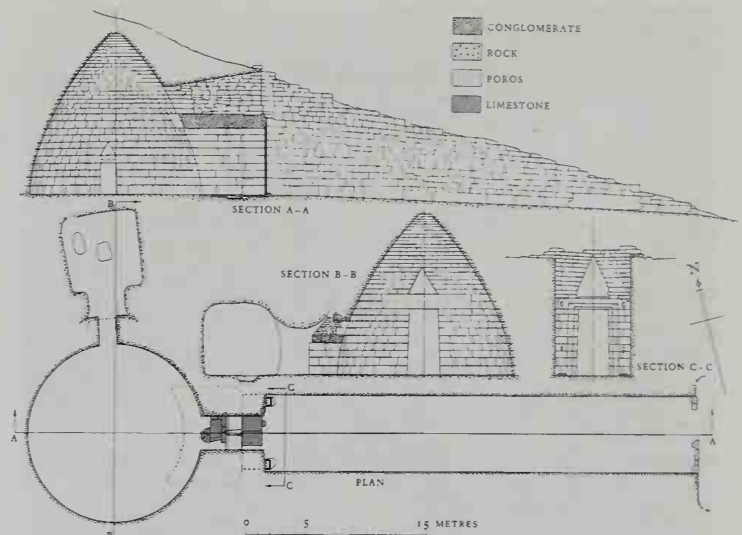 CONGLOMERATE
ROCK
POROS
LIMESTONE
SECTION A-A
B
SECTION B-B
SECTION C-C
C
A
A
C
PLAN
0 5 15 METRES